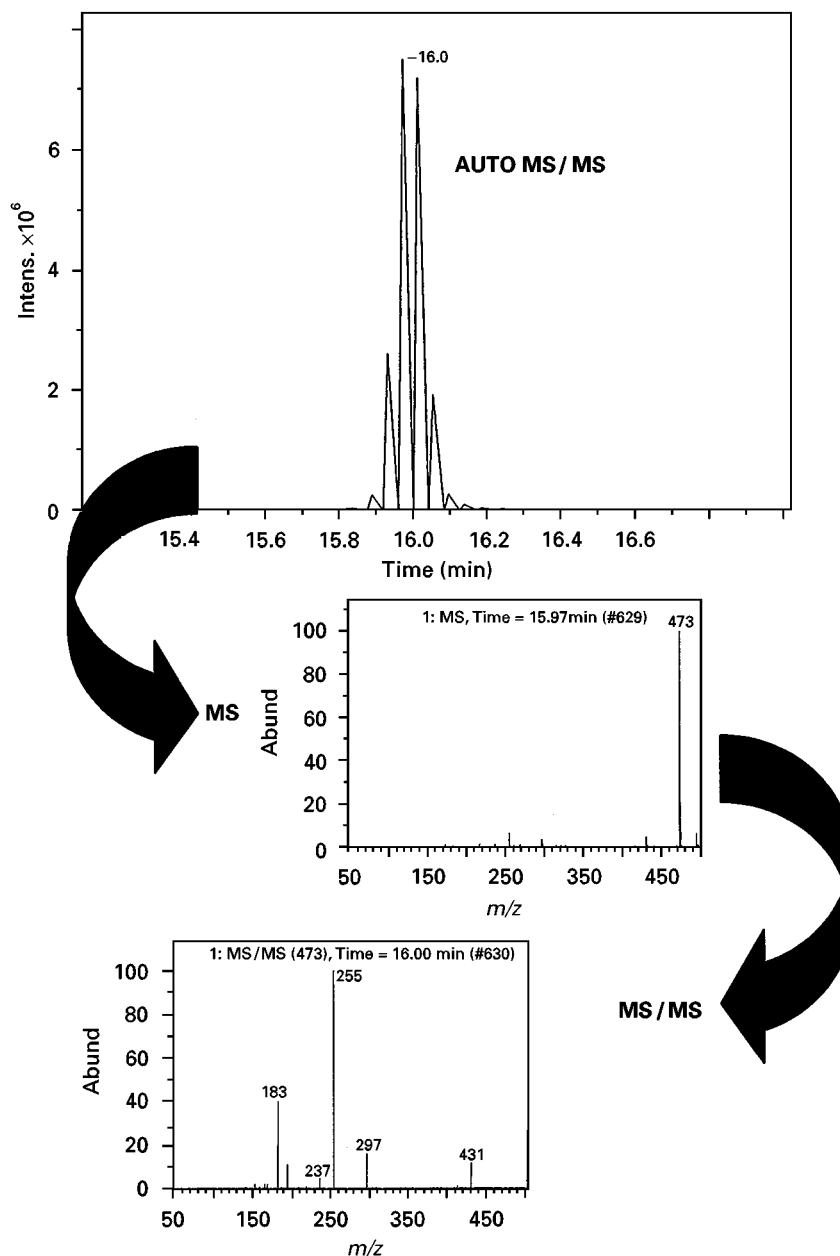 –16.0
AUTO MS / MS
Intens. ×10⁶
6
4
2
0
15.4 15.6 15.8 16.0 16.2 16.4 16.6
Time (min)
1: MS, Time = 15.97min (#629)
473
MS
Abund
100
80
60
40
20
0
50 150 250 350 450
m/z
1: MS/MS (473), Time = 16.00 min (#630)
255
183
297
237
431
MS / MS
Abund
100
80
60
40
20
0
50 150 250 350 450
m/z